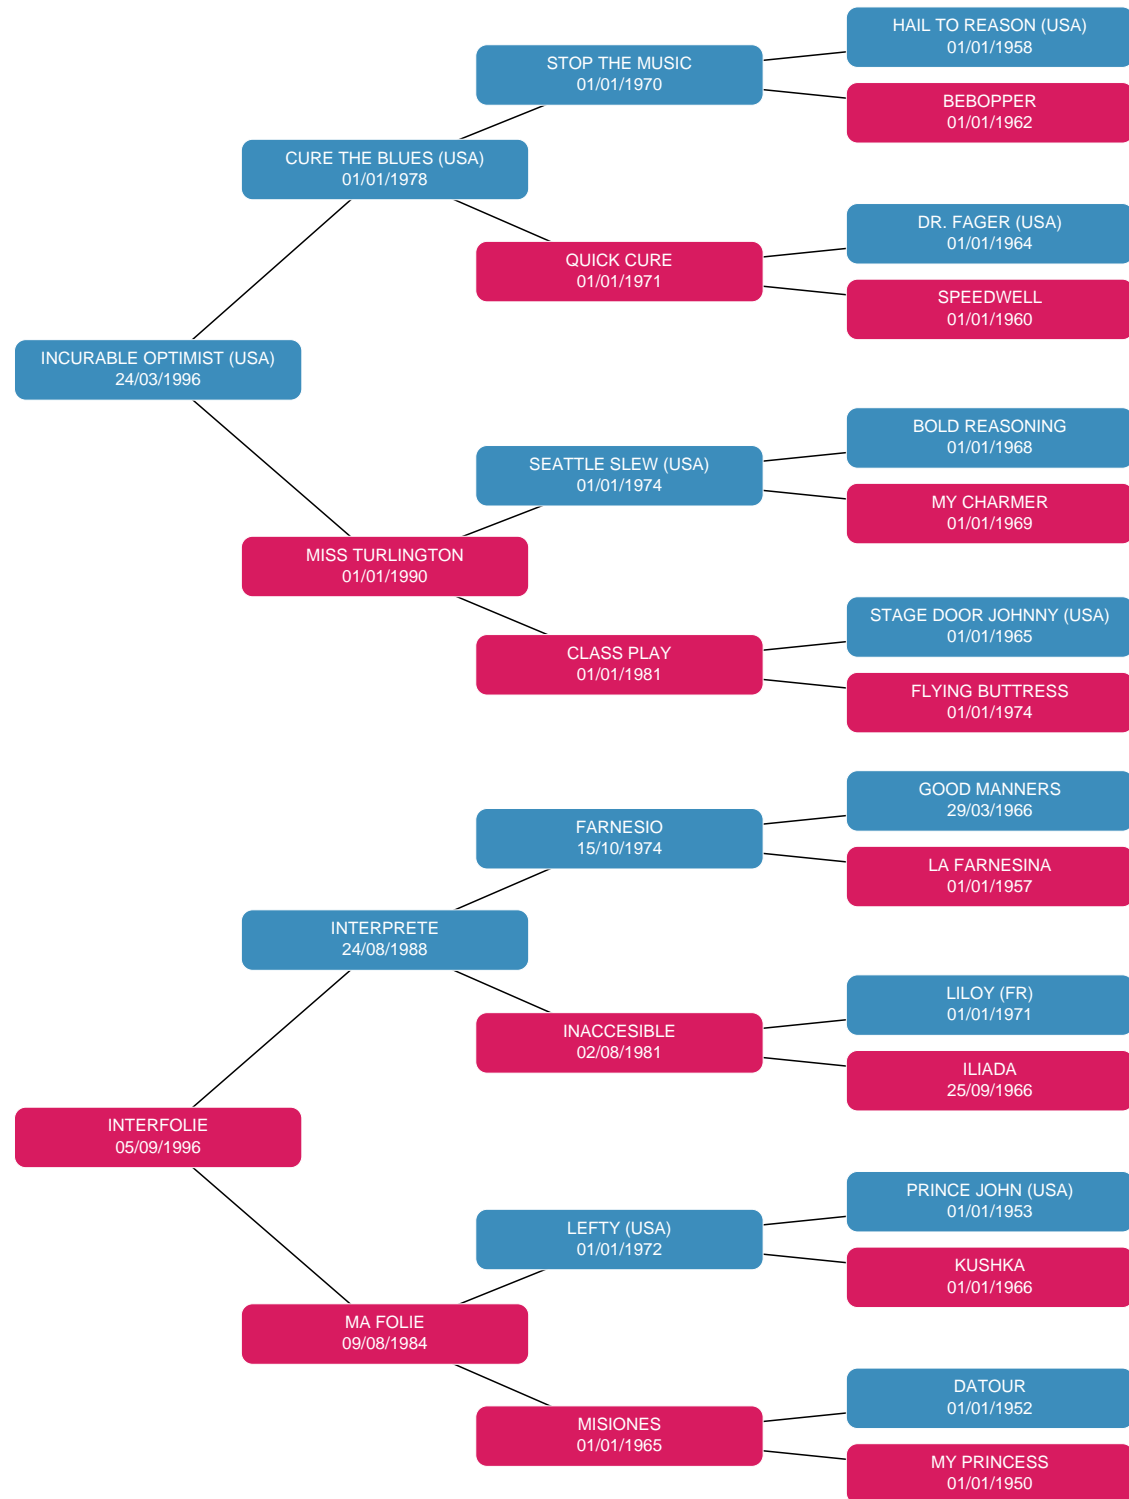 HAIL TO REASON (USA)
01/01/1958
STOP THE MUSIC
01/01/1970
BEBOPPER
01/01/1962
CURE THE BLUES (USA)
01/01/1978
DR. FAGER (USA)
01/01/1964
QUICK CURE
01/01/1971
SPEEDWELL
01/01/1960
INCURABLE OPTIMIST (USA)
24/03/1996
BOLD REASONING
01/01/1968
SEATTLE SLEW (USA)
01/01/1974
MY CHARMER
01/01/1969
MISS TURLINGTON
01/01/1990
STAGE DOOR JOHNNY (USA)
01/01/1965
CLASS PLAY
01/01/1981
FLYING BUTTRESS
01/01/1974
GOOD MANNERS
29/03/1966
FARNESIO
15/10/1974
LA FARNESINA
01/01/1957
INTERPRETE
24/08/1988
LILOY (FR)
01/01/1971
INACCESIBLE
02/08/1981
ILIADA
25/09/1966
INTERFOLIE
05/09/1996
PRINCE JOHN (USA)
01/01/1953
LEFTY (USA)
01/01/1972
KUSHKA
01/01/1966
MA FOLIE
09/08/1984
DATOUR
01/01/1952
MISIONES
01/01/1965
MY PRINCESS
01/01/1950